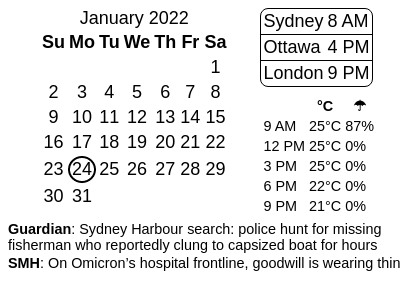 January 2022
Su Mo Tu We Th Fr Sa
1
2 3 4 5 6 7 8
9 10 11 12 13 14 15
16 17 18 19 20 21 22
23 24 25 26 27 28 29
30 31
Sydney 8 AM
Ottawa 4 PM
London 9 PM
°C ☂
9 AM 25°C 87%
12 PM 25°C 0%
3 PM 25°C 0%
6 PM 22°C 0%
9 PM 21°C 0%
Guardian: Sydney Harbour search: police hunt for missing
fisherman who reportedly clung to capsized boat for hours
SMH: On Omicron’s hospital frontline, goodwill is wearing thin